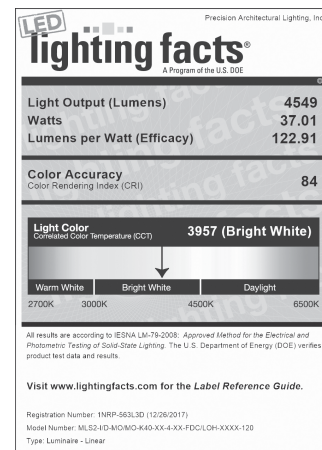 Precision Architectural Lighting, Inc
LED
lighting facts®
A Program of the U.S. DOE
Light Output (Lumens) 4549
Watts 37.01
Lumens per Watt (Efficacy) 122.91
Color Accuracy
Color Rendering Index (CRI) 84
Light Color
Correlated Color Temperature (CCT) 3957 (Bright White)
Warm White Bright White Daylight
2700K 3000K 4500K 6500K
All results are according to IESNA LM-79-2008: Approved Method for the Electrical and
Photometric Testing of Solid-State Lighting. The U.S. Department of Energy (DOE) verifies
product test data and results.
Visit www.lightingfacts.com for the Label Reference Guide.
Registration Number: 1NRP-563L3D (12/26/2017)
Model Number: MLS2-I/D-MO/MO-K40-XX-4-XX-FDC/LOH-XXXX-120
Type: Luminaire - Linear